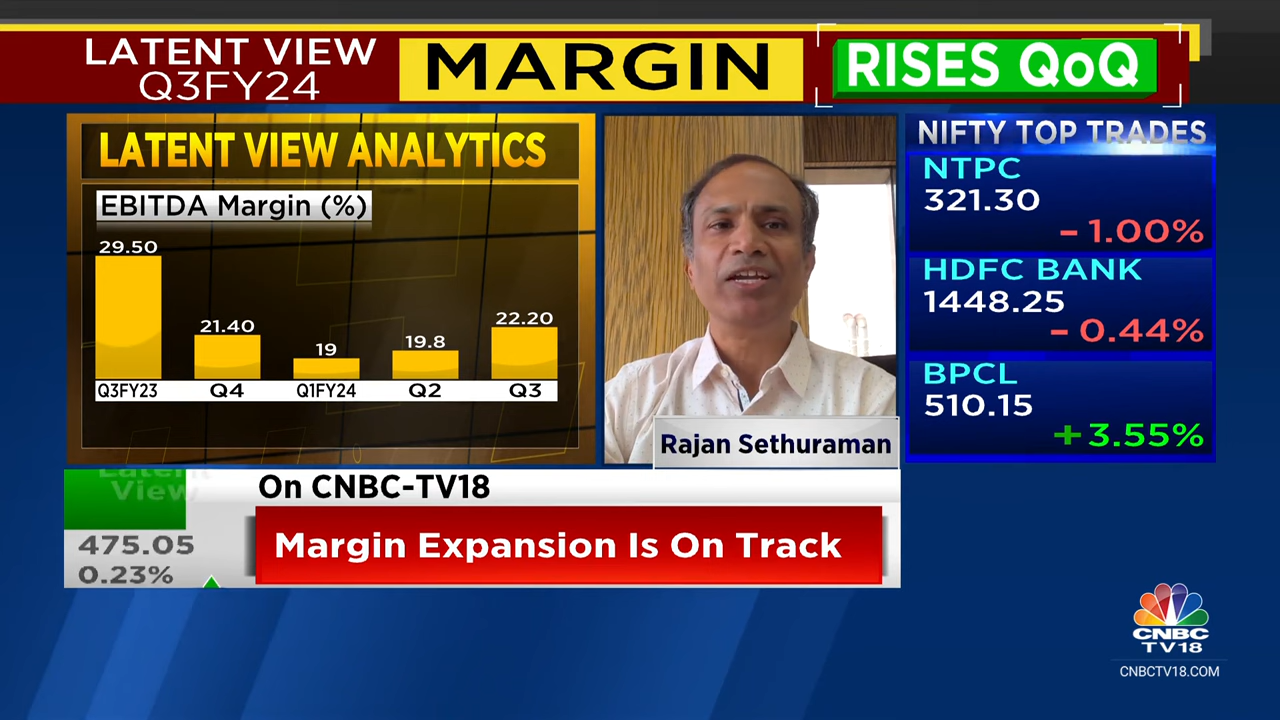 LATENT VIEW
Q3FY24
MARGIN
RISES QoQ
LATENT VIEW ANALYTICS
EBITDA Margin (%)
29.50
21.40
19
19.8
22.20
Q3FY23
Q4
Q1FY24
Q2
Q3
Rajan Sethuraman
NIFTY TOP TRADES
NTPC
321.30
- 1.00%
HDFC BANK
1448.25
- 0.44%
BPCL
510.15
+ 3.55%
Latent
View
475.05
0.23%
On CNBC-TV18
Margin Expansion Is On Track
CNBC
TV18
CNBCTV18.COM